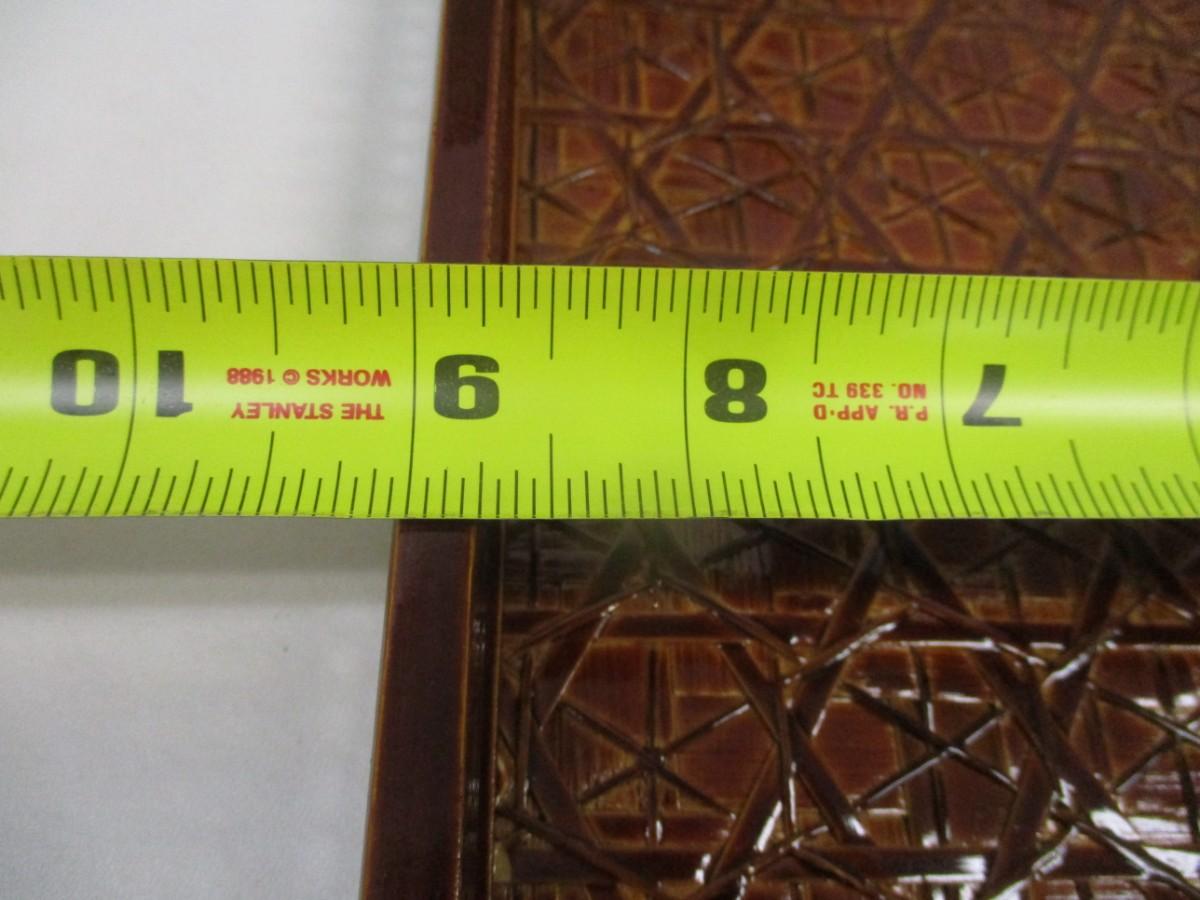 7
P.R. APP'D
NO. 339 TC
8
9
THE STANLEY
WORKS © 1988
10